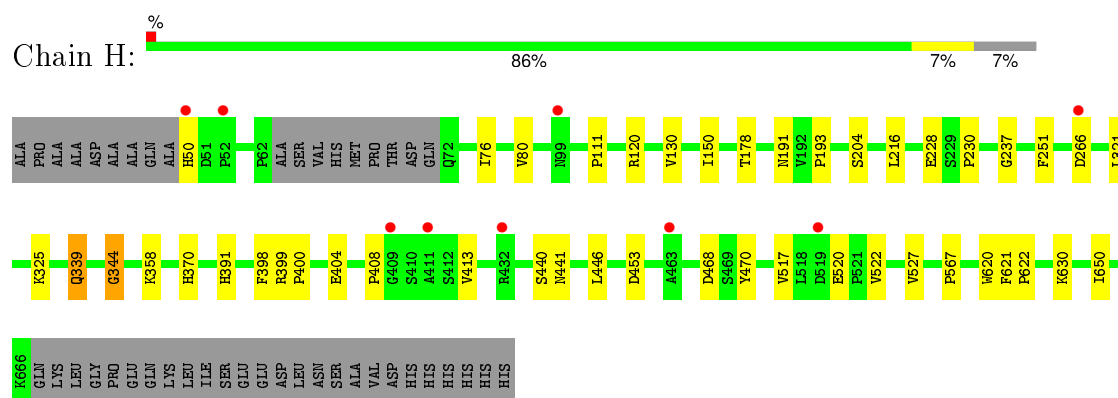 %
Chain H:
86% 7% 7%
ALA PRO ALA ALA ASP ALA ALA GLN ALA H50 D51 P52 P62 ALA SER VAL HIS MET PRO THR ASP GLN Q72 I76 V80 N99 P111 R120 V130 I150 T178 N191 V192 P193 S204 L216 E228 S229 P230 G237 F251 D266 L321
K325 Q339 G344 K358 H370 H391 F398 R399 P400 E404 P408 G409 S410 A411 S412 V413 R432 S440 N441 L446 D453 A463 D468 S469 Y470 V517 L518 D519 E520 P521 V522 V527 P567 W620 F621 P622 K630 I650
K666 GLN LYS LEU GLY PRO GLU GLN LYS LEU ILE SER GLU GLU ASP LEU ASN SER ALA VAL ASP HIS HIS HIS HIS HIS HIS